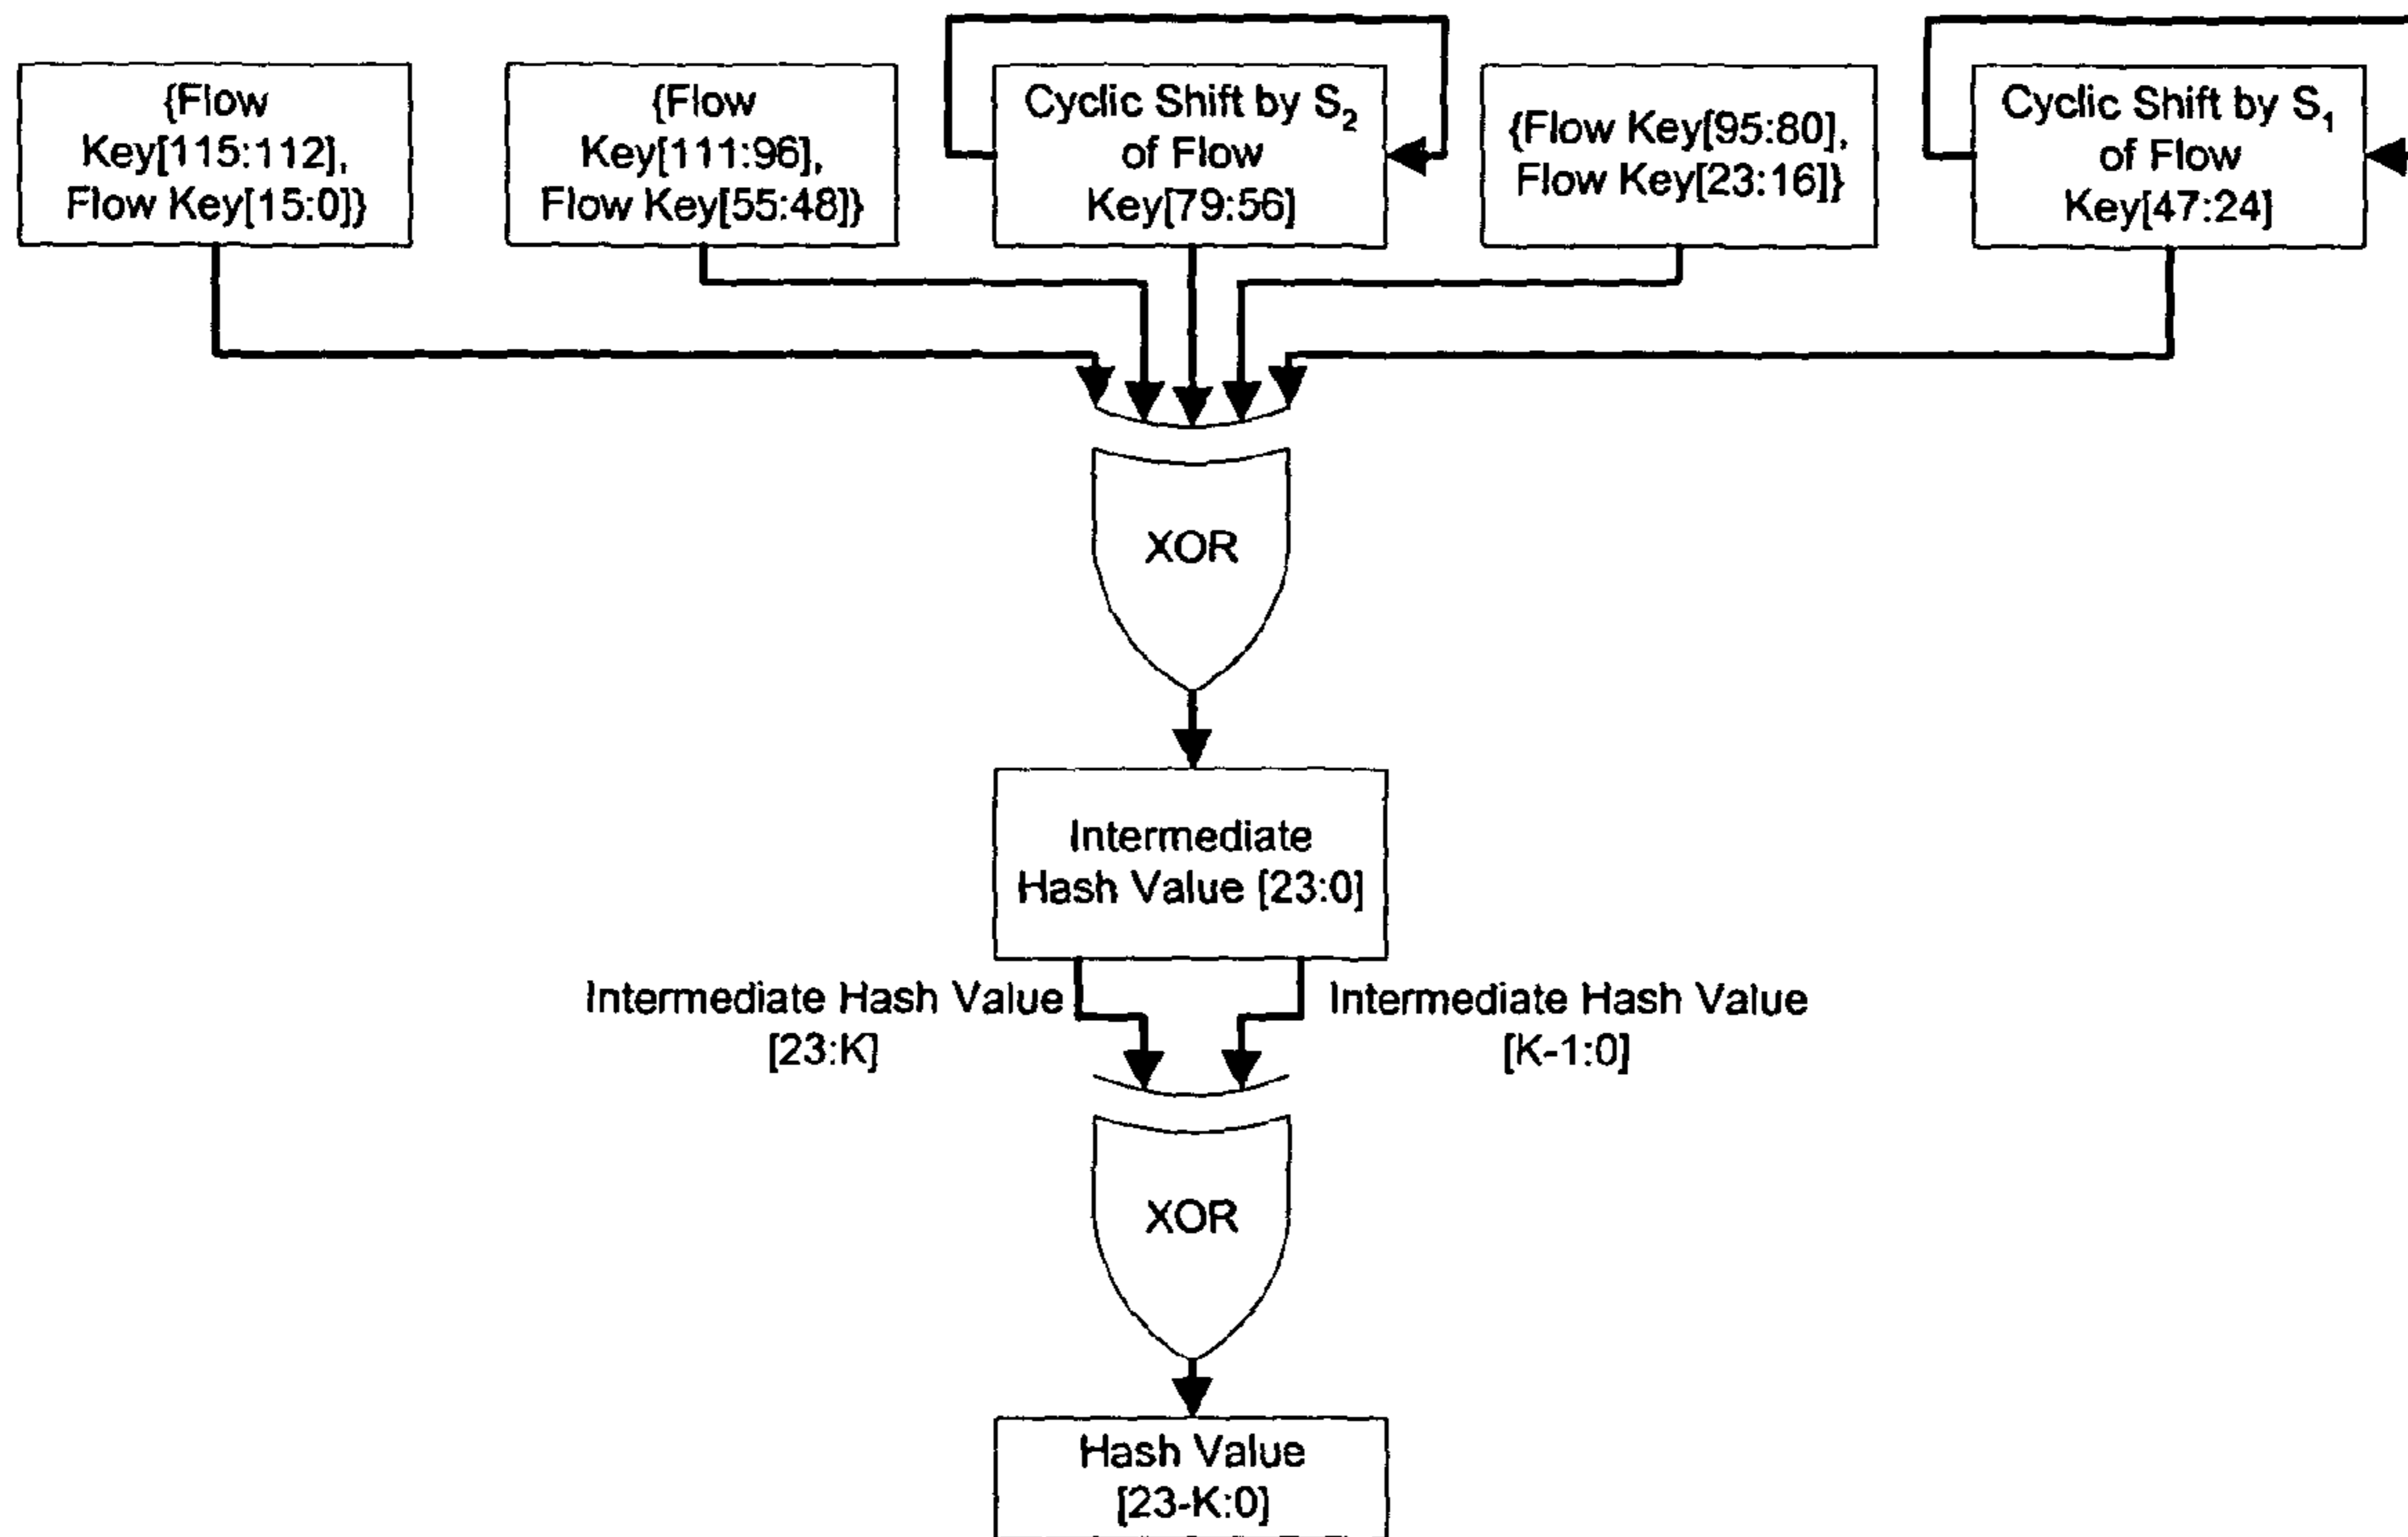 {Flow
Key[115:112],
Flow Key[15:0]}
{Flow
Key[111:96],
Flow Key[55:48]}
Cyclic Shift by S₂
of Flow
Key[79:56]
{Flow Key[95:80],
Flow Key[23:16]}
Cyclic Shift by S₁
of Flow
Key[47:24]
XOR
Intermediate
Hash Value [23:0]
Intermediate Hash Value
[23:K]
Intermediate Hash Value
[K-1:0]
XOR
Hash Value
[23-K:0]